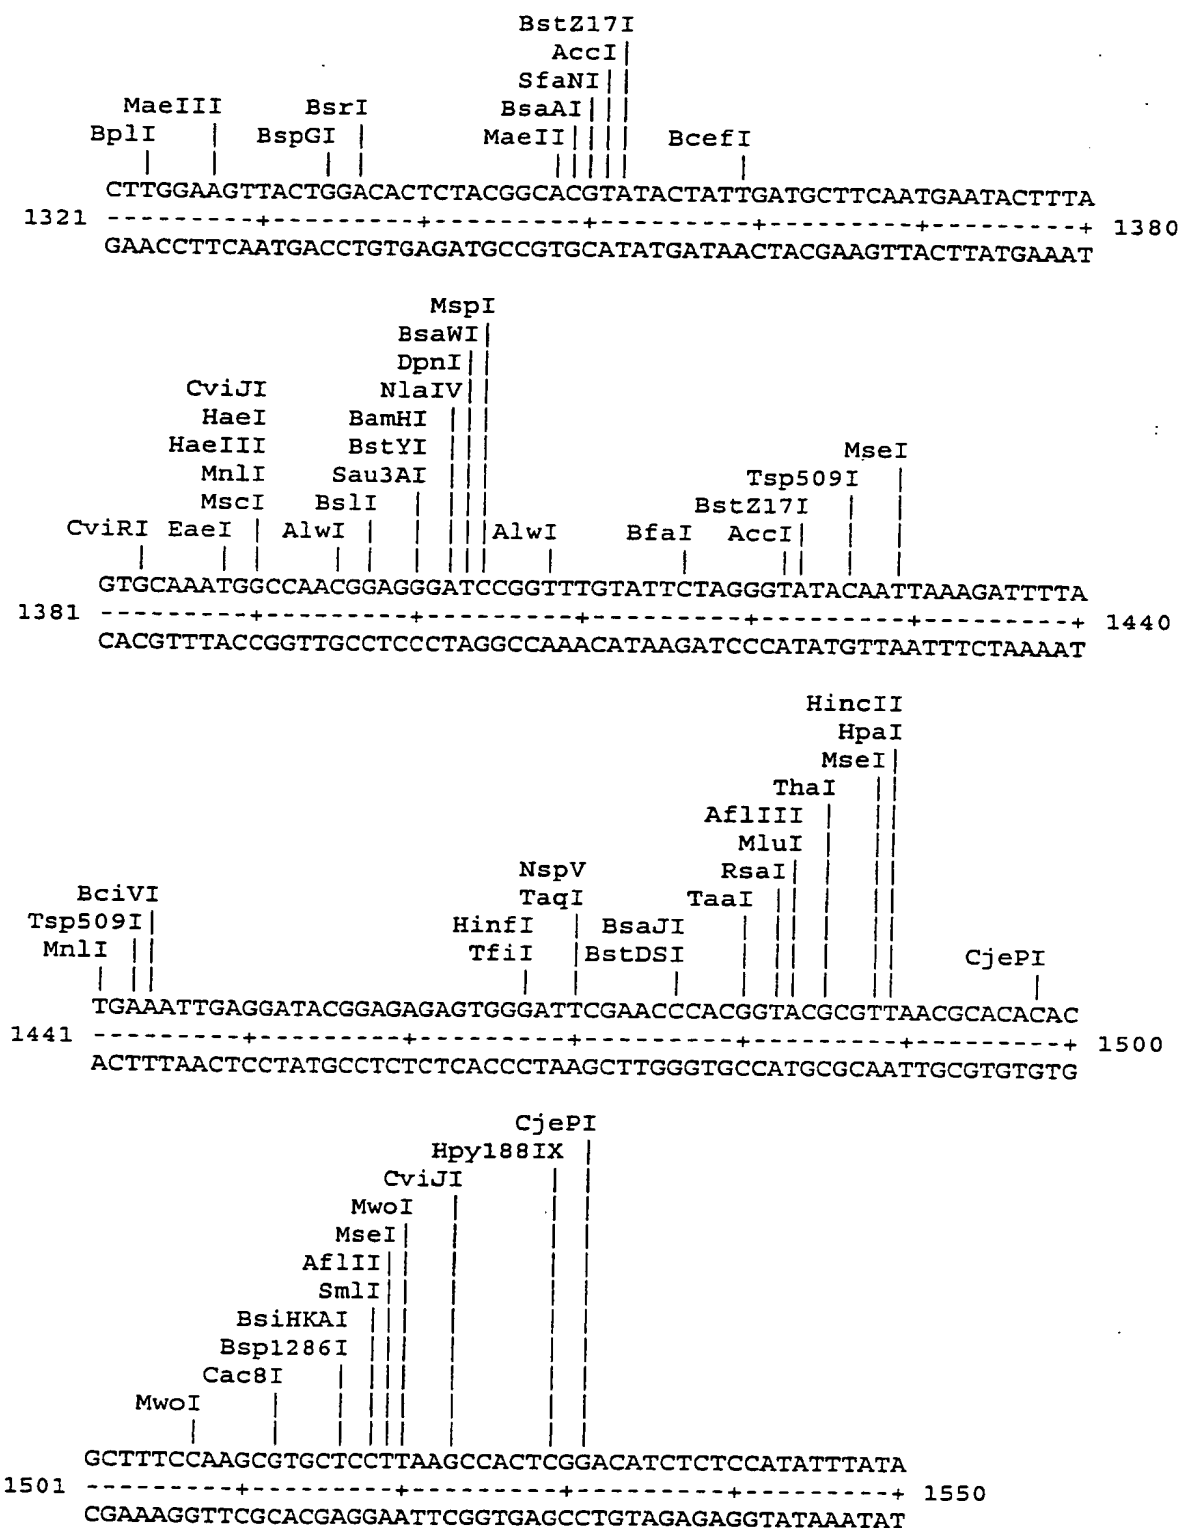 BstZ17I
AccI
SfaNI
MaeIII BsrI BsaAI
BplI BspGI MaeII BcefI
CTTGGAAGTTACTGGACACTCTACGGCACGTATACTATTGATGCTTCAATGAATACTTTA
1321 ---------+---------+---------+---------+---------+---------+ 1380
GAACCTTCAATGACCTGTGAGATGCCGTGCATATGATAACTACGAAGTTACTTATGAAAT
MspI
BsaWI
DpnI
CviJI NlaIV
HaeI BamHI
HaeIII BstYI MseI
MnlI Sau3AI Tsp509I
MscI BslI BstZ17I
CviRI EaeI AlwI AlwI BfaI AccI
GTGCAAATGGCCAACGGAGGGATCCGGTTTGTATTCTAGGGTATACAATTAAAGATTTTA
1381 ---------+---------+---------+---------+---------+---------+ 1440
CACGTTTACCGGTTGCCTCCCTAGGCCAAACATAAGATCCCATATGTTAATTTCTAAAAT
HincII
HpaI
MseI
ThaI
AflIII
MluI
NspV RsaI
BciVI TaqI TaaI
Tsp509I HinfI BsaJI
MnlI TfiI BstDSI CjePI
TGAAATTGAGGATACGGAGAGAGTGGGATTCGAACCCACGGTACGCGTTAACGCACACAC
1441 ---------+---------+---------+---------+---------+---------+ 1500
ACTTTAACTCCTATGCCTCTCTCACCCTAAGCTTGGGTGCCATGCGCAATTGCGTGTGTG
CjePI
Hpy188IX
CviJI
MwoI
MseI
AflII
SmlI
BsiHKAI
Bsp1286I
Cac8I
MwoI
GCTTTCCAAGCGTGCTCCTTAAGCCACTCGGACATCTCTCCATATTTATA
1501 ---------+---------+---------+---------+---------+ 1550
CGAAAGGTTCGCACGAGGAATTCGGTGAGCCTGTAGAGAGGTATAAATAT